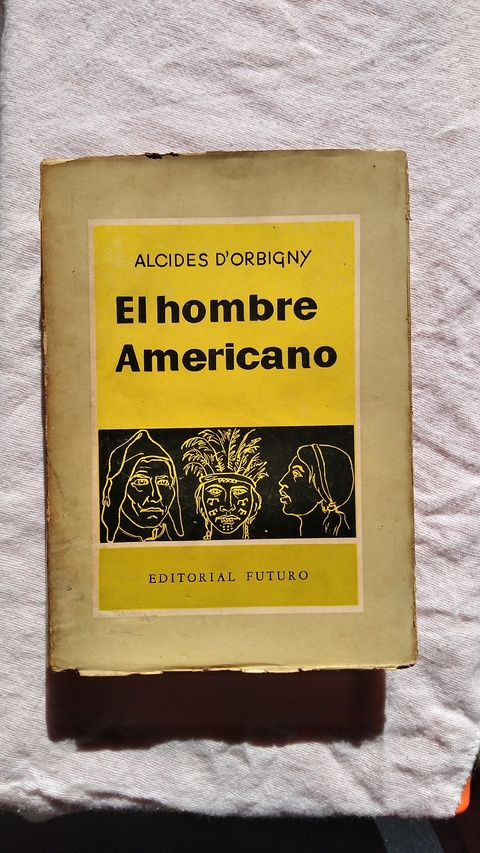 ALCIDES D'ORBIGNY
El hombre
Americano
EDITORIAL FUTURO